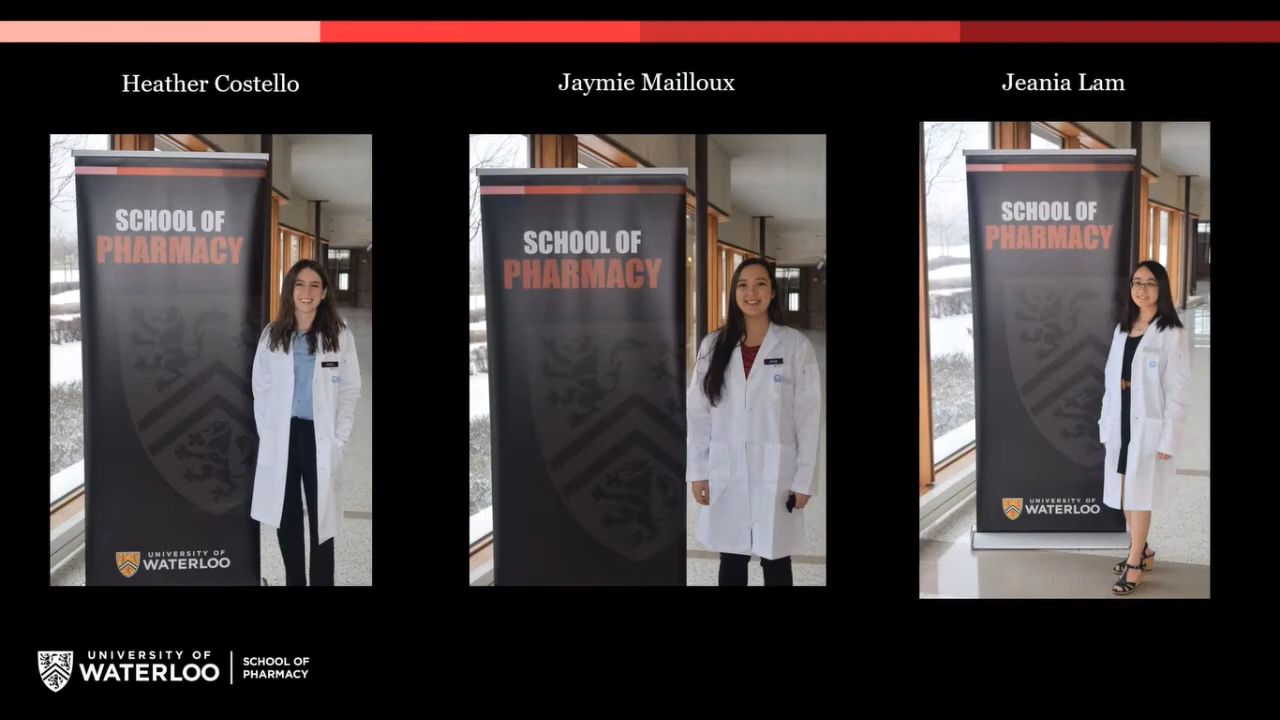 Heather Costello
Jaymie Mailloux
Jeania Lam
SCHOOL OF
PHARMACY
UNIVERSITY OF
WATERLOO
SCHOOL OF
PHARMACY
SCHOOL OF
PHARMACY
UNIVERSITY OF
WATERLOO
UNIVERSITY OF
WATERLOO
SCHOOL OF
PHARMACY